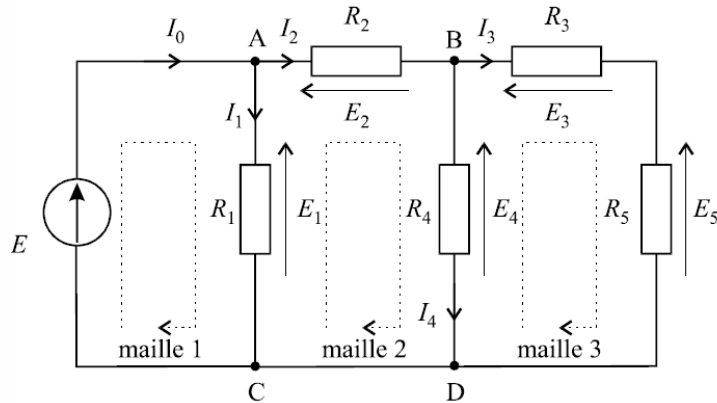 I₀ A I₂ R₂ B I₃ R₃
I₁ E₂ E₃
E R₁ E₁ R₄ E₄ R₅ E₅
I₄
maille 1 maille 2 maille 3
C D